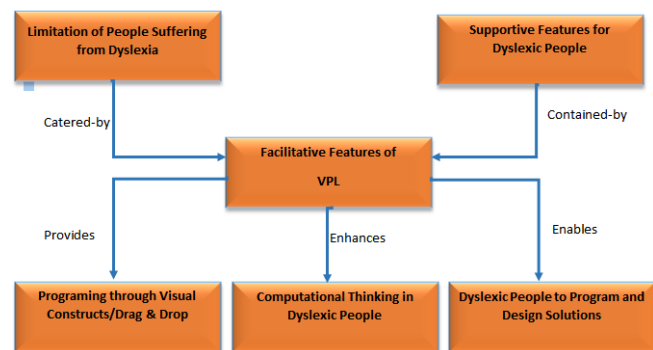 Limitation of People Suffering
from Dyslexia
Supportive Features for
Dyslexic People
Catered-by
Contained-by
Facilitative Features of
VPL
Provides
Enhances
Enables
Programing through Visual
Constructs/Drag & Drop
Computational Thinking in
Dyslexic People
Dyslexic People to Program and
Design Solutions